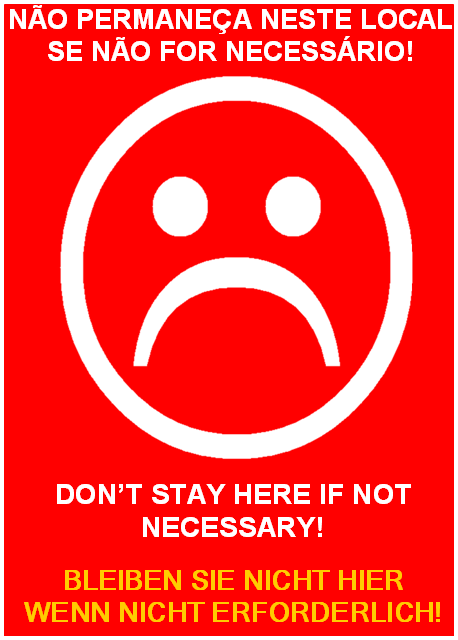 NÃO PERMANEÇA NESTE LOCAL
SE NÃO FOR NECESSÁRIO!
DON’T STAY HERE IF NOT
NECESSARY!
BLEIBEN SIE NICHT HIER
WENN NICHT ERFORDERLICH!